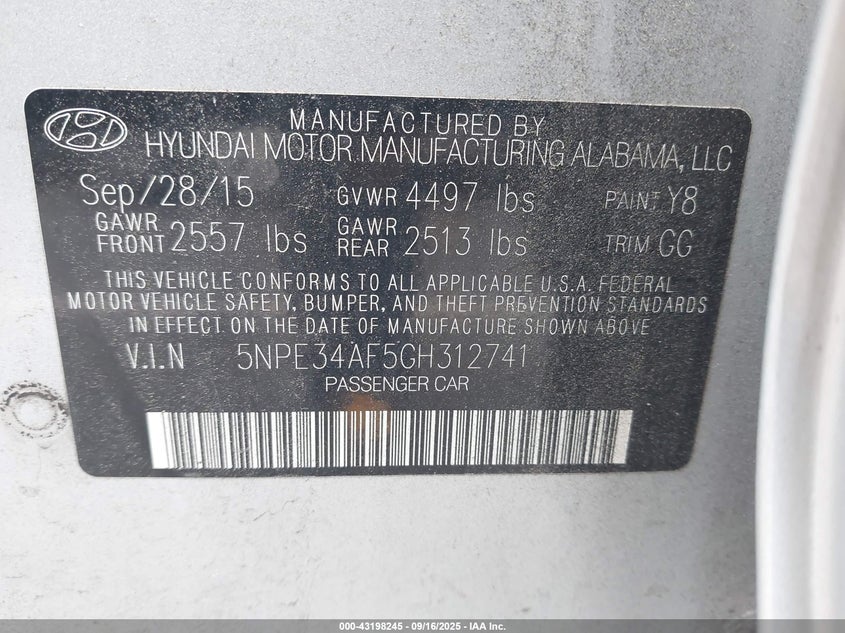 MANUFACTURED BY
HYUNDAI MOTOR MANUFACTURING ALABAMA, LLC
Sep/28/15 GVWR 4497 lbs PAINT Y8
GAWR FRONT 2557 lbs GAWR REAR 2513 lbs TRIM GG
THIS VEHICLE CONFORMS TO ALL APPLICABLE U.S.A. FEDERAL
MOTOR VEHICLE SAFETY, BUMPER, AND THEFT PREVENTION STANDARDS
IN EFFECT ON THE DATE OF MANUFACTURE SHOWN ABOVE.
V.I.N 5NPE34AF5GH312741
PASSENGER CAR
000-43198245 - 09/16/2025 - IAA Inc.